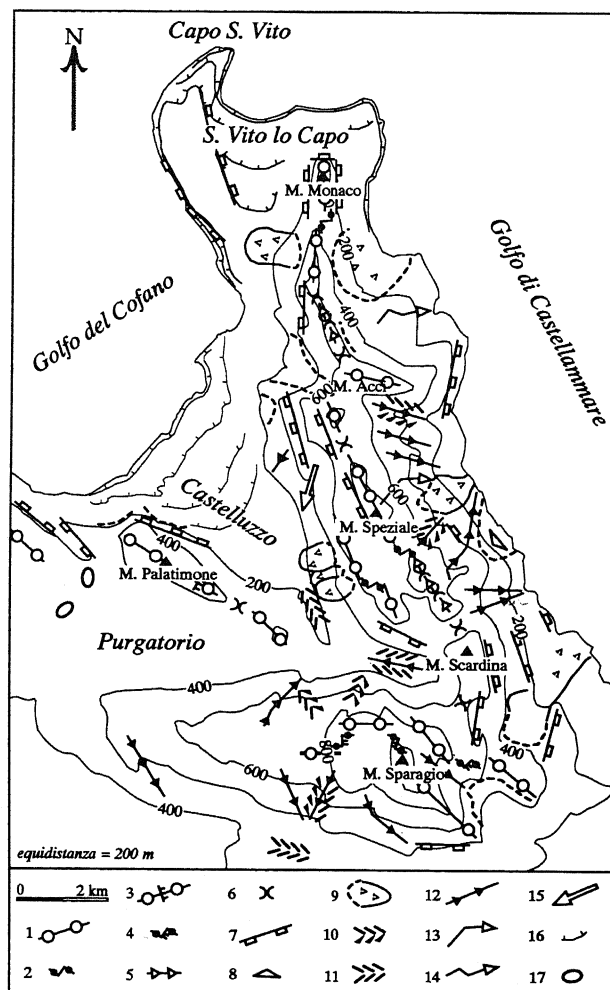 Capo S. Vito
N
S. Vito lo Capo
M. Monaco
200
Golfo del Cofano
Golfo di Castellammare
400
M. Acci
600
Castelluzzo
600
M. Speziale
400
M. Palatimone
200
200
Purgatorio
M. Scardina
400
400
800
M. Sparagio
600
400
equidistanza = 200 m
0 2 km
3 6 9 12 15
1 4 7 10 13 16
2 5 8 11 14 17